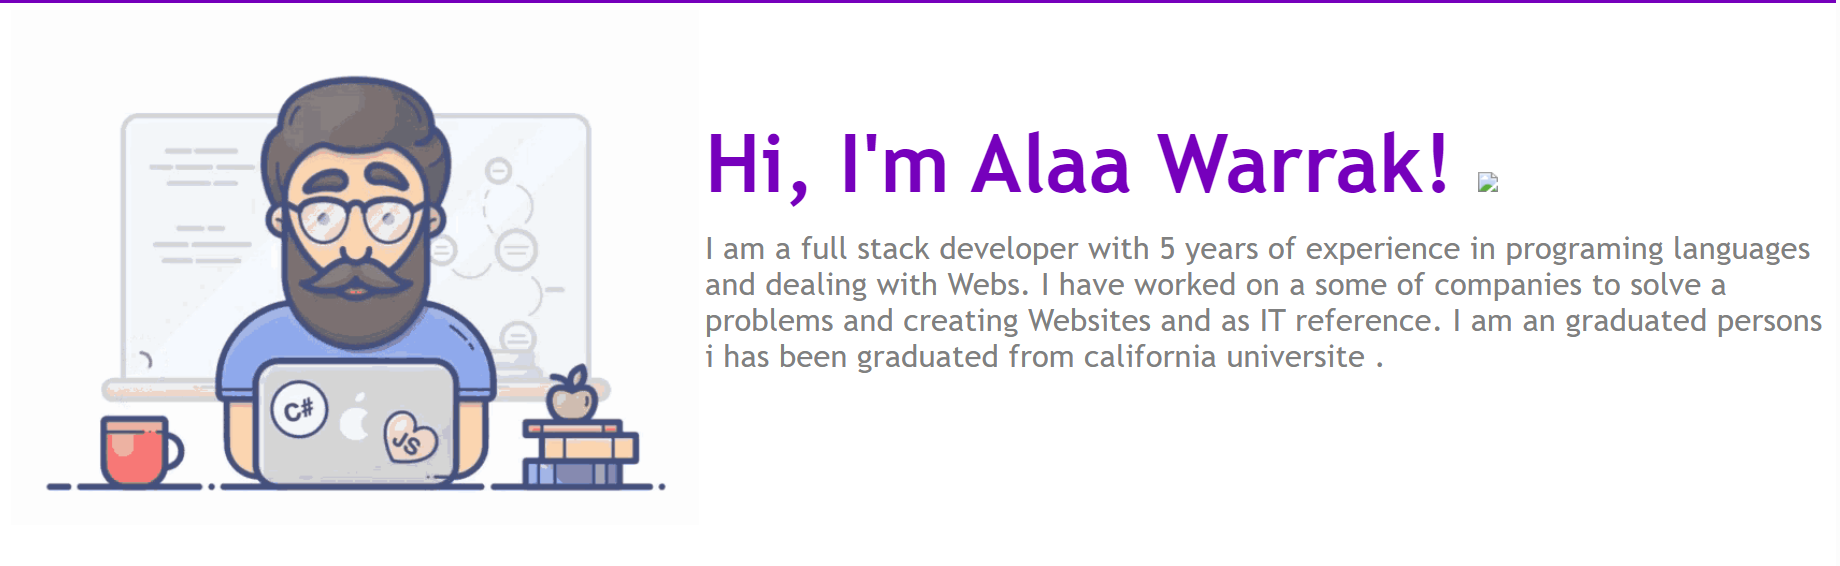 Hi, I'm Alaa Warrak!
I am a full stack developer with 5 years of experience in programing languages
and dealing with Webs. I have worked on a some of companies to solve a
problems and creating Websites and as IT reference. I am an graduated persons
i has been graduated from california universite .
C#
JS